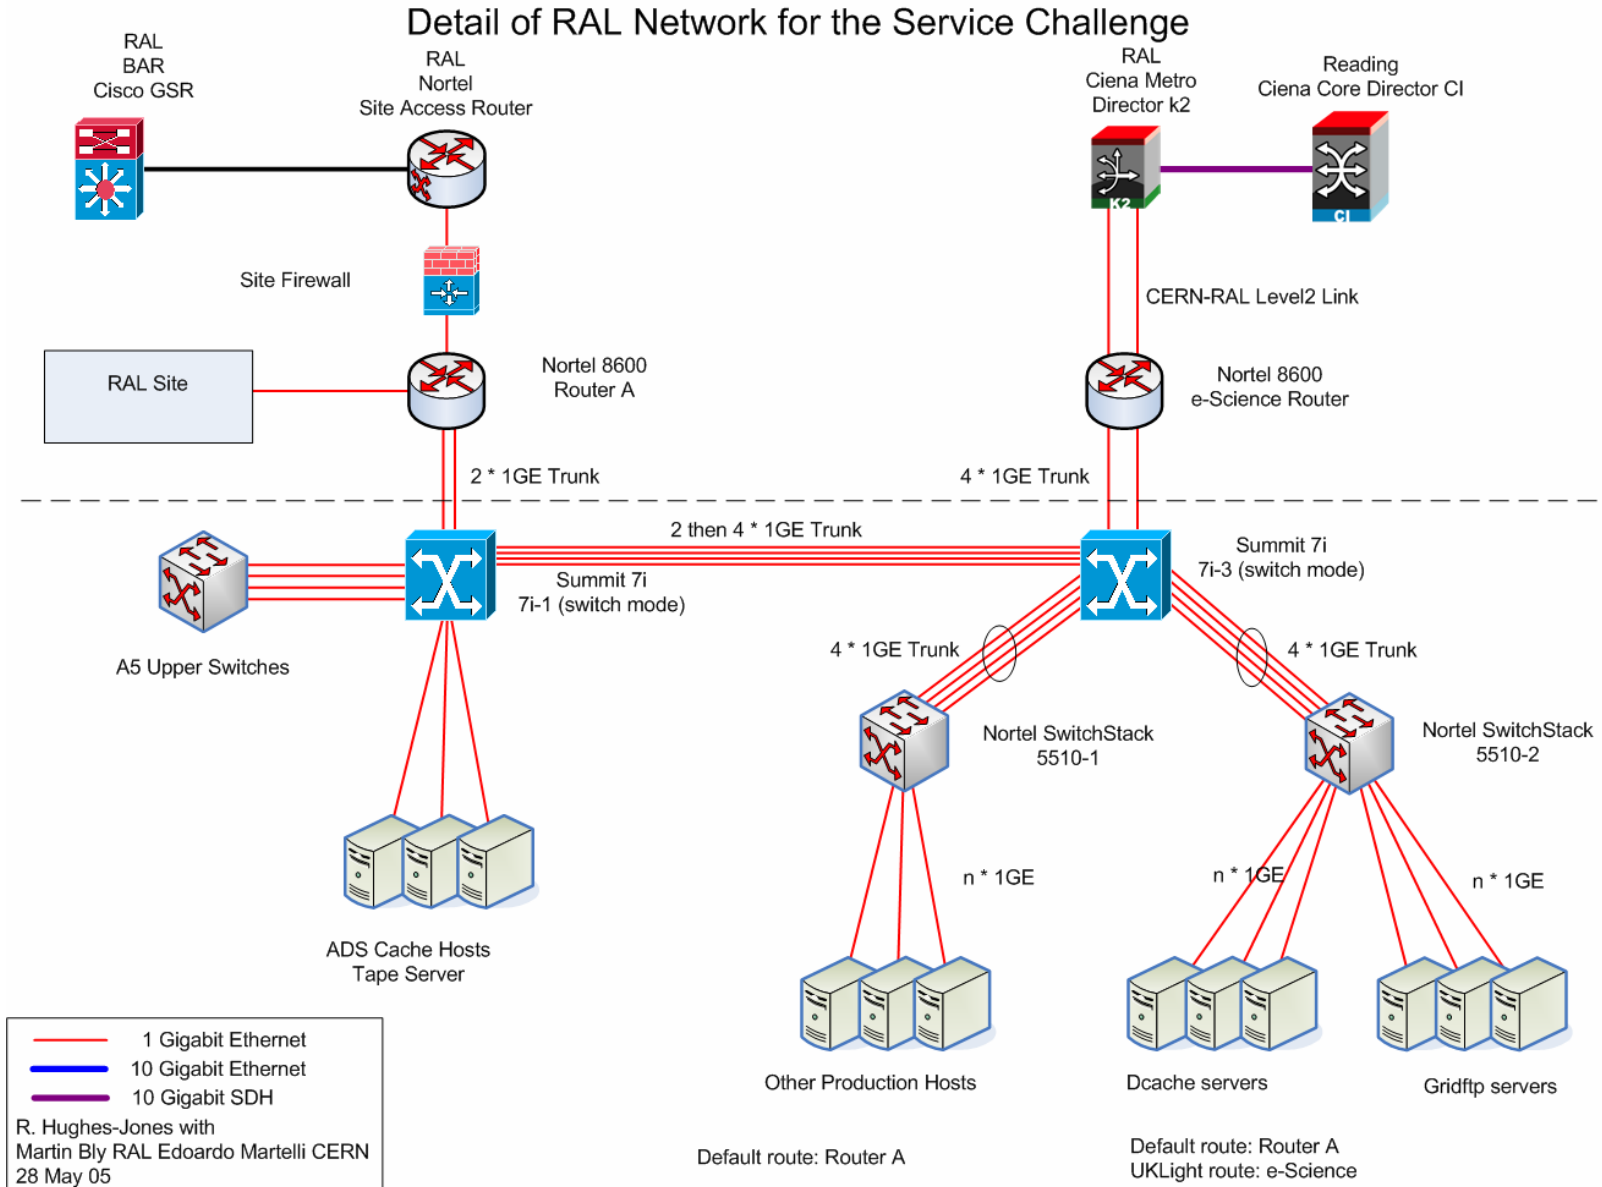 Detail of RAL Network for the Service Challenge
RAL
BAR
Cisco GSR
RAL
Nortel
Site Access Router
RAL
Ciena Metro
Director k2
Reading
Ciena Core Director CI
K2
CI
Site Firewall
CERN-RAL Level2 Link
RAL Site
Nortel 8600
Router A
Nortel 8600
e-Science Router
2 * 1GE Trunk
4 * 1GE Trunk
2 then 4 * 1GE Trunk
Summit 7i
7i-1 (switch mode)
Summit 7i
7i-3 (switch mode)
A5 Upper Switches
4 * 1GE Trunk
4 * 1GE Trunk
Nortel SwitchStack
5510-1
Nortel SwitchStack
5510-2
n * 1GE
n * 1GE
n * 1GE
ADS Cache Hosts
Tape Server
Other Production Hosts
Dcache servers
Gridftp servers
1 Gigabit Ethernet
10 Gigabit Ethernet
10 Gigabit SDH
R. Hughes-Jones with
Martin Bly RAL Edoardo Martelli CERN
28 May 05
Default route: Router A
Default route: Router A
UKLight route: e-Science